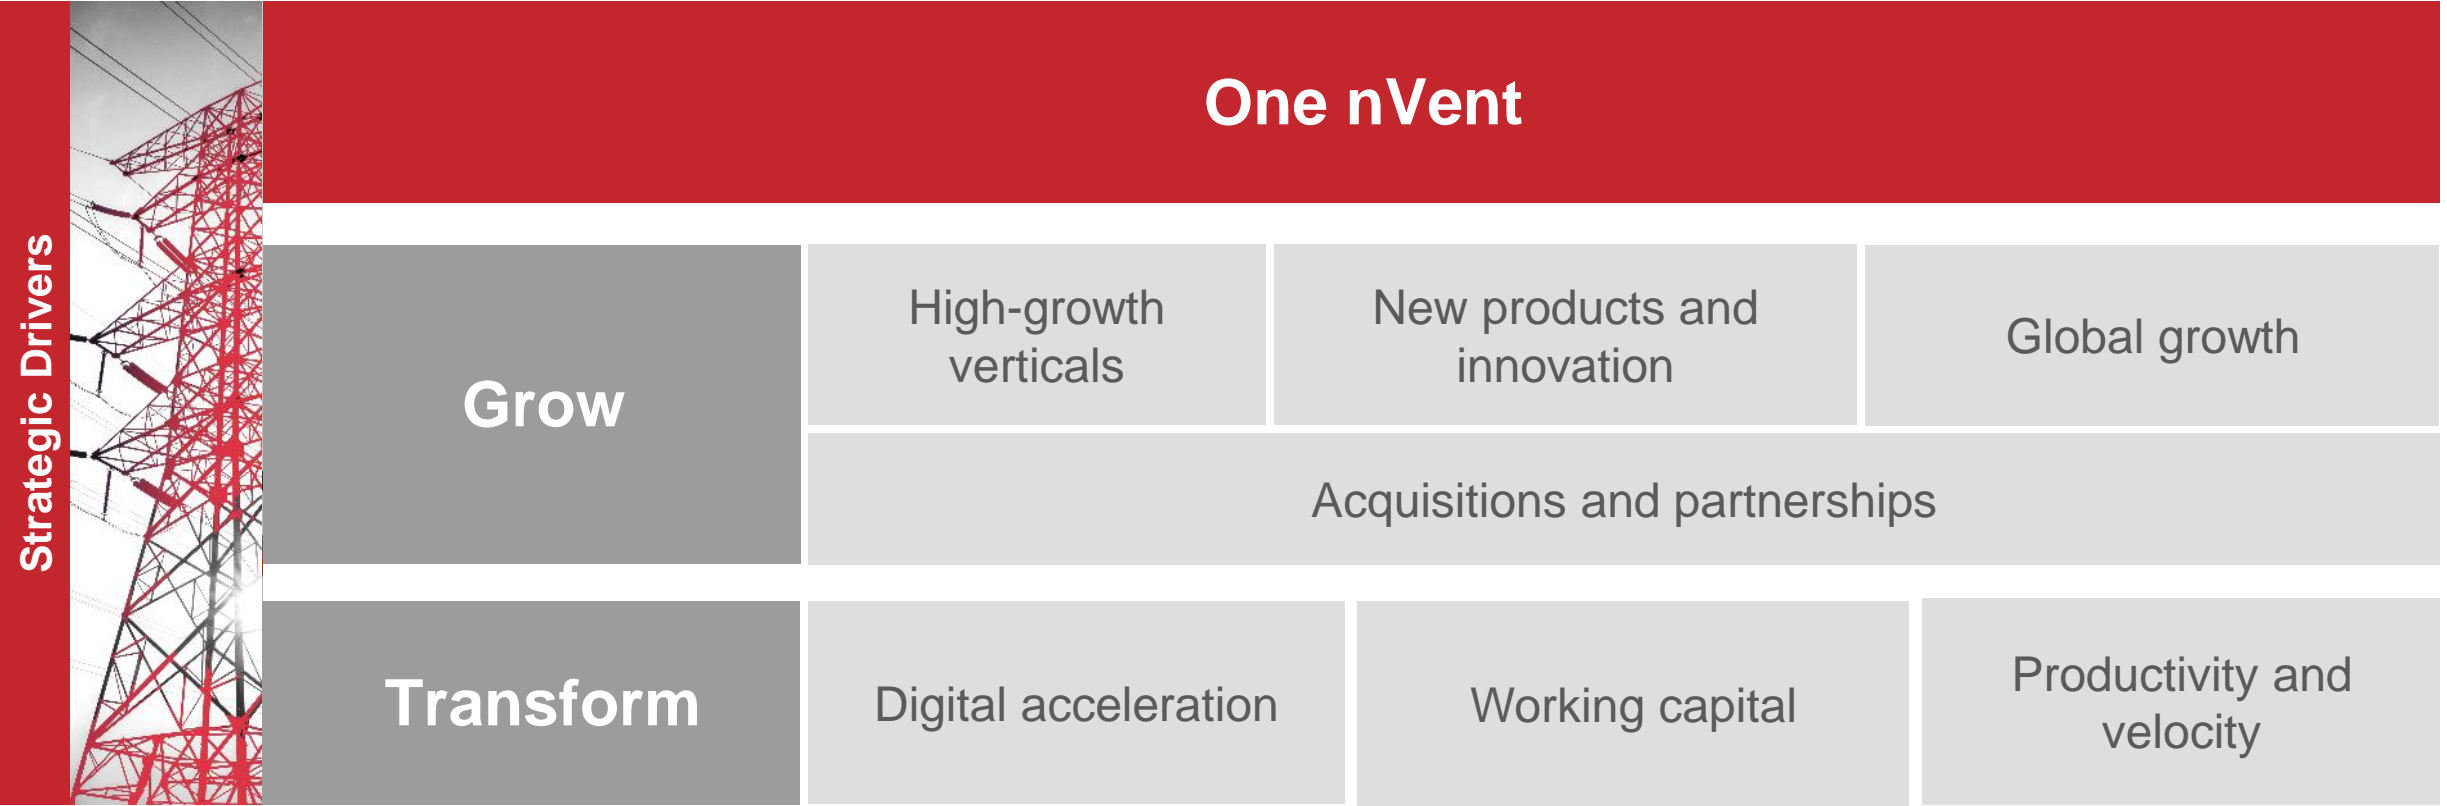 Strategic Drivers
One nVent
Grow
High-growth
verticals
New products and
innovation
Global growth
Acquisitions and partnerships
Transform
Digital acceleration
Working capital
Productivity and
velocity